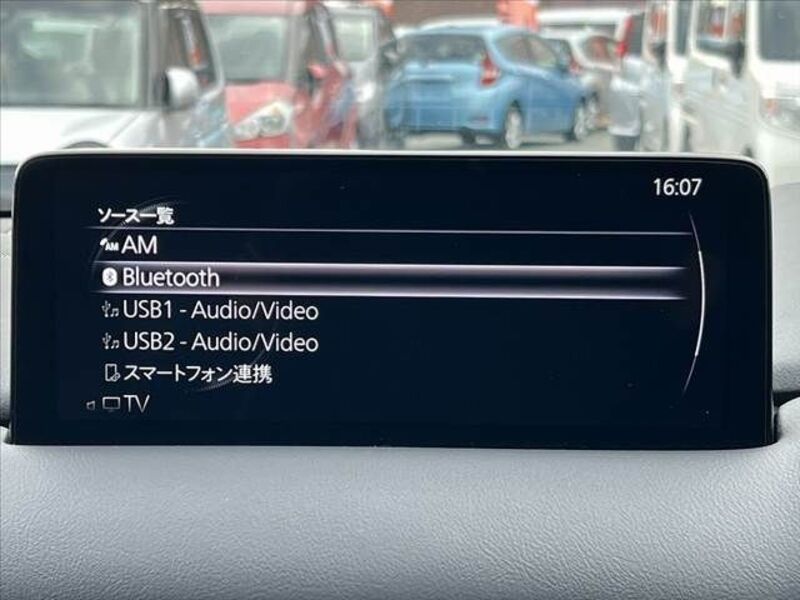 16:07
ソース一覧
AM AM
Bluetooth
USB1 - Audio/Video
USB2 - Audio/Video
スマートフォン連携
TV